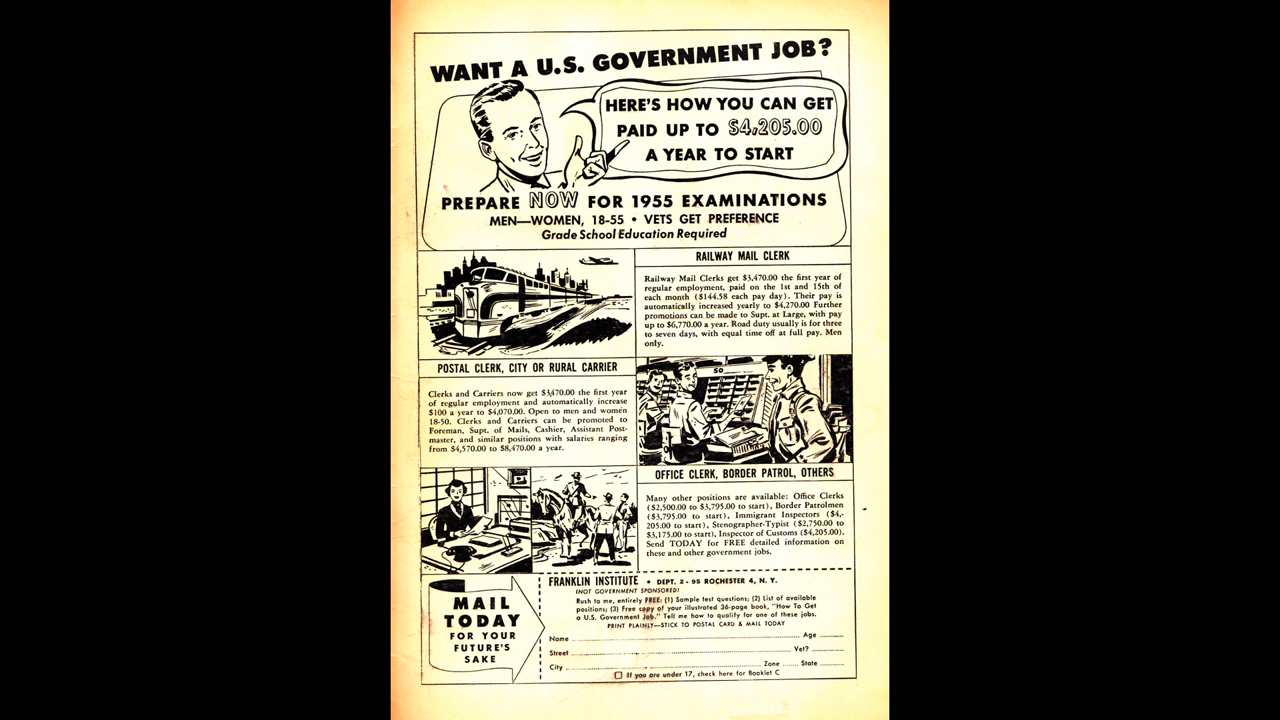 WANT A U.S. GOVERNMENT JOB?
HERE'S HOW YOU CAN GET
PAID UP TO $4,205.00
A YEAR TO START
PREPARE NOW FOR 1955 EXAMINATIONS
MEN—WOMEN, 18-55 • VETS GET PREFERENCE
Grade School Education Required
RAILWAY MAIL CLERK
Railway Mail Clerks get $3,470.00 the first year of
regular employment, paid on the 1st and 15th of
each month ($144.58 each pay day). Their pay is
automatically increased yearly to $4,270.00 Further
promotions can be made to Supt. at Large, with pay
up to $6,770.00 a year. Road duty usually is for three
to seven days, with equal time off at full pay. Men
only.
POSTAL CLERK, CITY OR RURAL CARRIER
Clerks and Carriers now get $3,470.00 the first year
of regular employment and automatically increase
$100 a year to $4,070.00. Open to men and women
18-50. Clerks and Carriers can be promoted to
Foreman, Supt. of Mails, Cashier, Assistant Post-
master, and similar positions with salaries ranging
from $4,570.00 to $8,470.00 a year.
50
OFFICE CLERK, BORDER PATROL, OTHERS
Many other positions are available: Office Clerks
($2,500.00 to $3,795.00 to start), Border Patrolmen
($3,795.00 to start), Immigrant Inspectors ($4,-
205.00 to start), Stenographer-Typist ($2,750.00 to
$3,175.00 to start), Inspector of Customs ($4,205.00).
Send TODAY for FREE detailed information on
these and other government jobs.
MAIL
TODAY
FOR YOUR
FUTURE'S
SAKE
FRANKLIN INSTITUTE • DEPT. Z-95 ROCHESTER 4, N. Y.
(NOT GOVERNMENT SPONSORED)
Rush to me, entirely FREE: (1) Sample test questions; (2) List of available
positions; (3) Free copy of your illustrated 36-page book, "How To Get
a U.S. Government Job." Tell me how to qualify for one of these jobs.
PRINT PLAINLY—STICK TO POSTAL CARD & MAIL TODAY
Name Age
Street Vet?
City Zone State
If you are under 17, check here for Booklet C